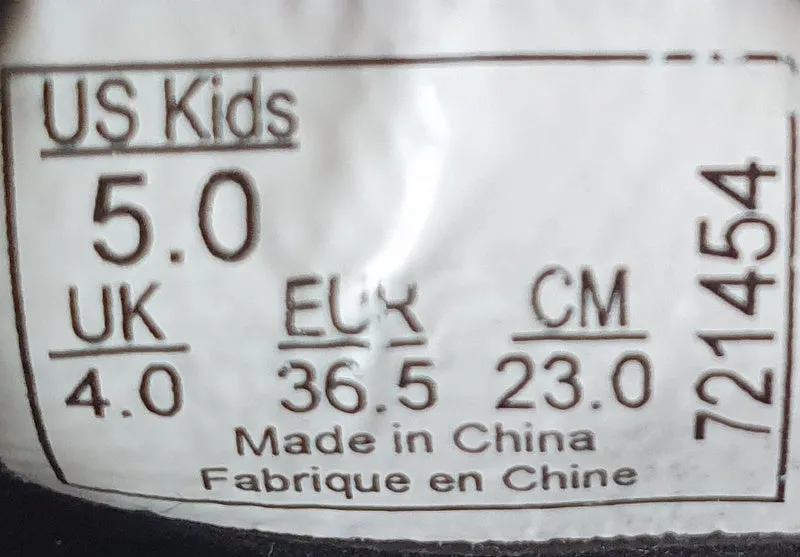 US Kids
5.0
UK EUR CM
4.0 36.5 23.0
Made in China
Fabrique en Chine
721454